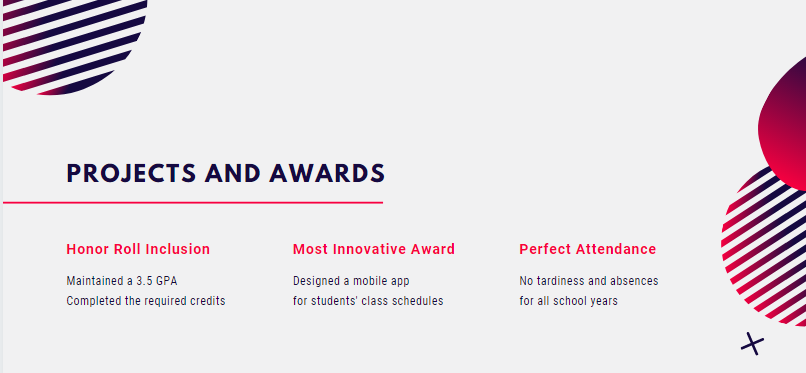 PROJECTS AND AWARDS
Honor Roll Inclusion
Maintained a 3.5 GPA
Completed the required credits
Most Innovative Award
Designed a mobile app
for students' class schedules
Perfect Attendance
No tardiness and absences
for all school years